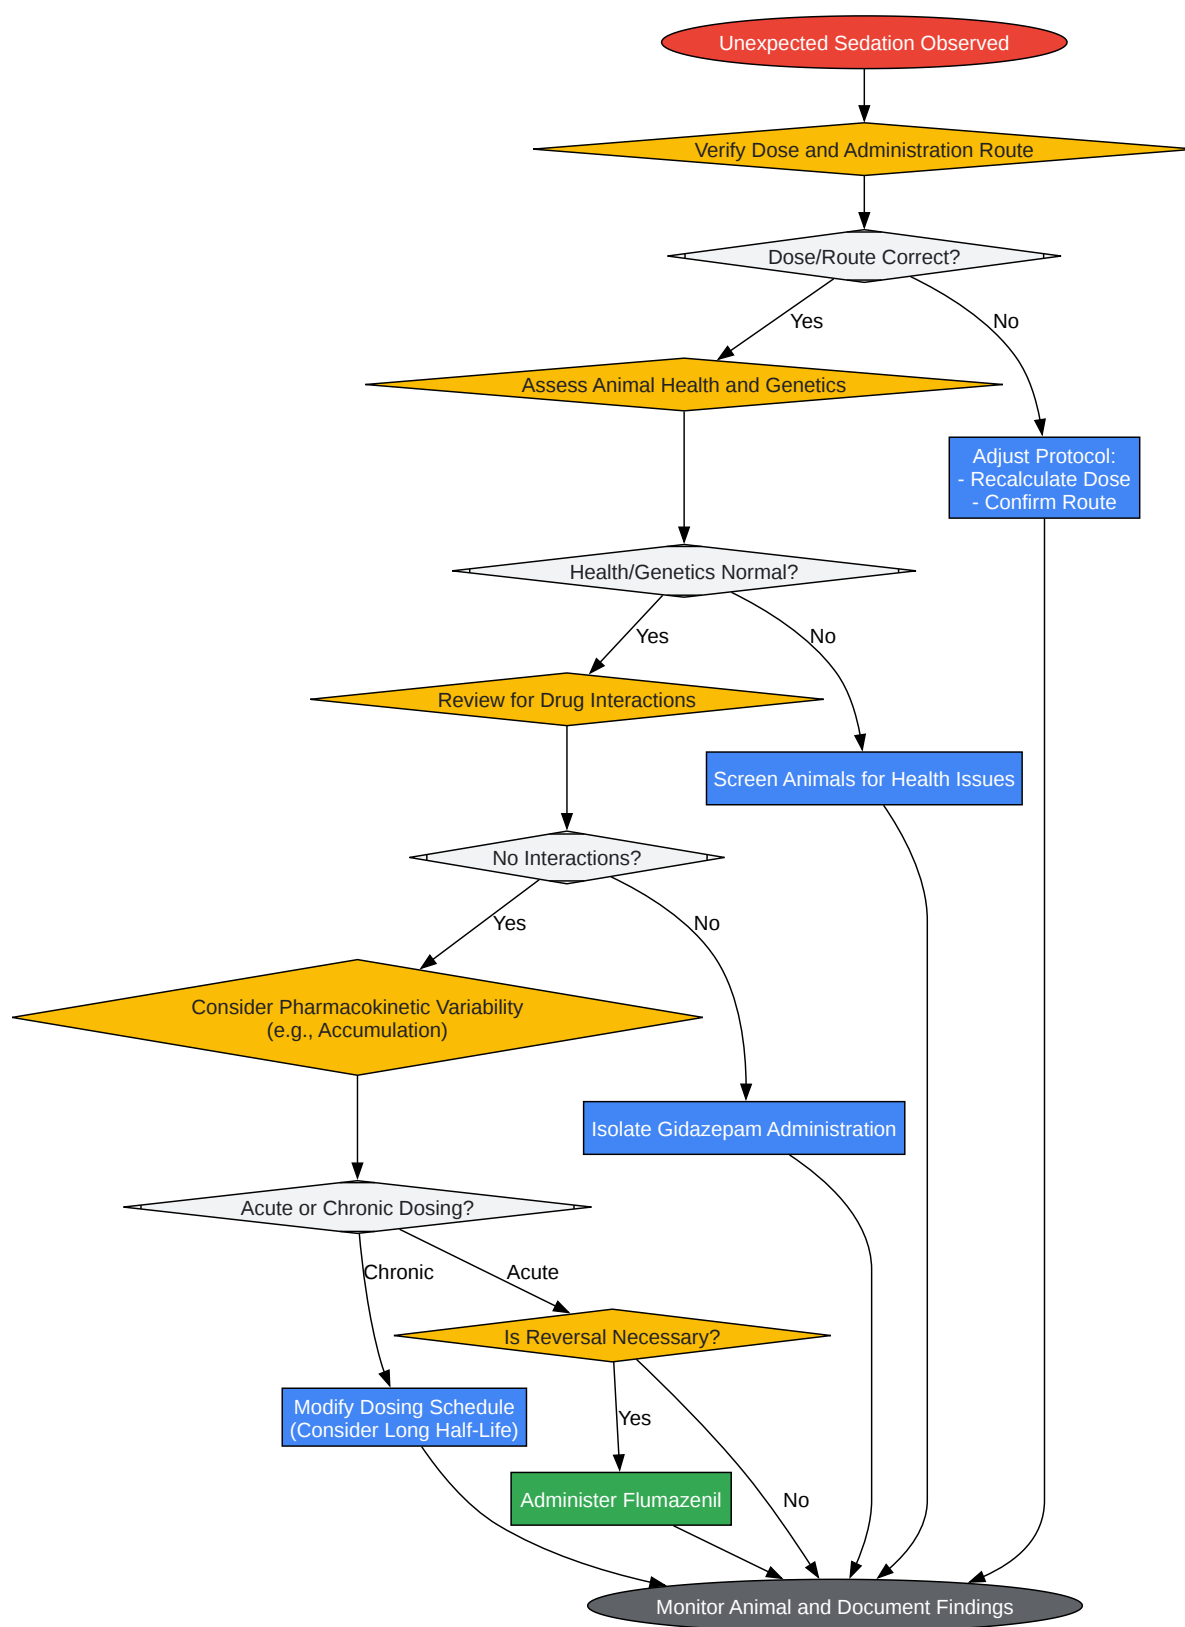 Unexpected Sedation Observed
Verify Dose and Administration Route
Dose/Route Correct?
Yes
No
Assess Animal Health and Genetics
Adjust Protocol:
- Recalculate Dose
- Confirm Route
Health/Genetics Normal?
Yes
No
Review for Drug Interactions
Screen Animals for Health Issues
No Interactions?
Yes
No
Consider Pharmacokinetic Variability
(e.g., Accumulation)
Isolate Gidazepam Administration
Acute or Chronic Dosing?
Chronic
Acute
Is Reversal Necessary?
Modify Dosing Schedule
(Consider Long Half-Life)
Yes
No
Administer Flumazenil
Monitor Animal and Document Findings